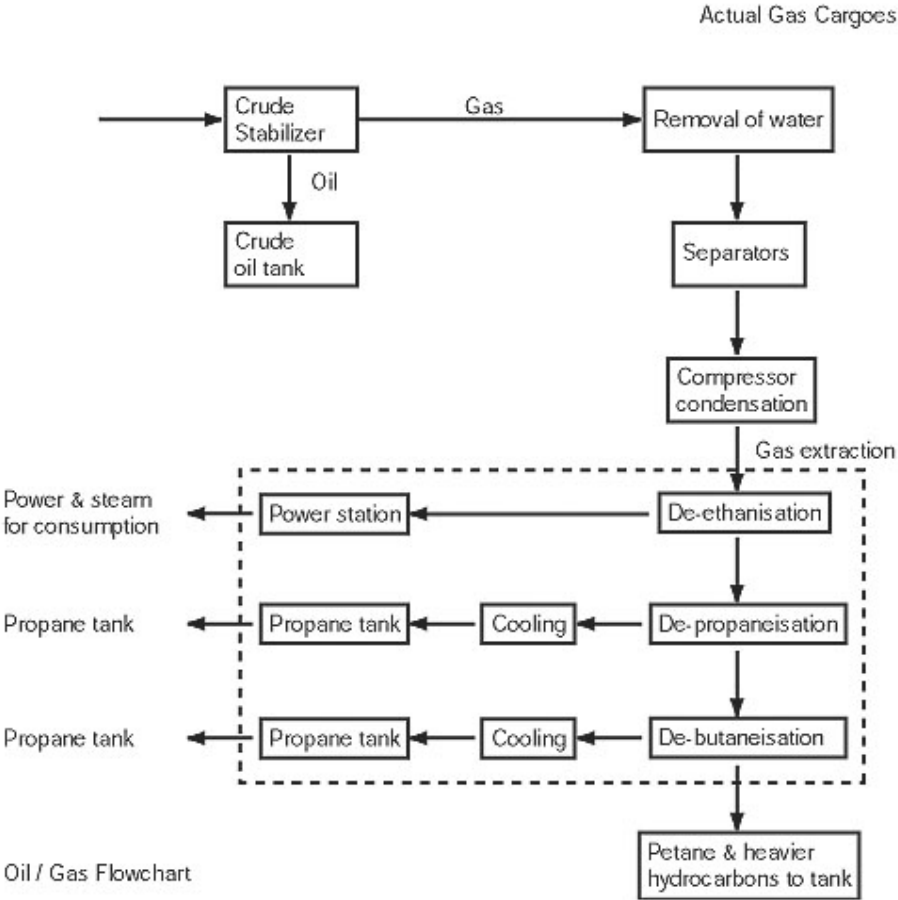 Actual Gas Cargoes
Crude
Stabilizer
Gas
Removal of water
Oil
Crude
oil tank
Separators
Compressor
condensation
Gas extraction
Power & steam
for consumption
Power station
De-ethanisation
Propane tank
Propane tank
Cooling
De-propaneisation
Propane tank
Propane tank
Cooling
De-butaneisation
Petane & heavier
hydrocarbons to tank
Oil / Gas Flowchart